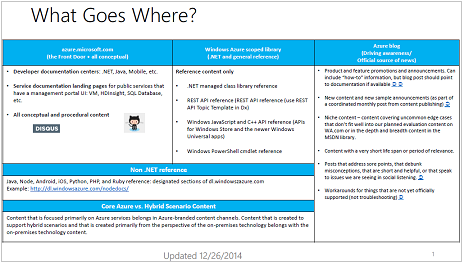 What Goes Where?
azure.microsoft.com
(the Front Door + all conceptual)
Windows Azure scoped library
(.NET and general reference)
Azure blog
(Driving awareness/
Official source of news)
• Developer documentation centers: .NET, Java, Mobile, etc.
• Service documentation landing pages for public services that
have a management portal UI: VM, HDInsight, SQL Database,
etc.
• All conceptual and procedural content
DISQUS
Reference content only
• .NET managed class library reference
• REST API reference (REST API reference (use REST
API Topic Template in Dx)
• Windows JavaScript and C++ API reference (APIs
for Windows Store and the newer Windows
Universal apps)
• Windows PowerShell cmdlet reference
• Product and feature promotions and announcements. Can
include "how-to" information, but blog post should
point to documentation if available
• New content and new sample announcements (as part of
a coordinated monthly post from content publishing)
• Niche content – content covering uncommon edge cases
that don't fit well into our planned evaluation content on
WA.com or in the depth and breadth content in the
MSDN library.
• Content with a very short life span or period of relevance.
• Posts that address sore points, that debunk
misconceptions, that are short and helpful, or that speak
to issues we are seeing in social listening.
• Workarounds for things that are not yet officially
supported (not troubleshooting)
Non .NET reference
Java, Node, Android, iOS, Python, PHP, and Ruby reference: designated sections of dl.windowsazure.com
Example: http://dl.windowsazure.com/nodedocs/
Core Azure vs. Hybrid Scenario Content
Content that is focused primarily on Azure services belongs in Azure-branded content channels. Content that is created to
support hybrid scenarios and that is created primarily from the perspective of the on-premises technology belongs with the
on-premises technology content.
Updated 12/26/2014
1